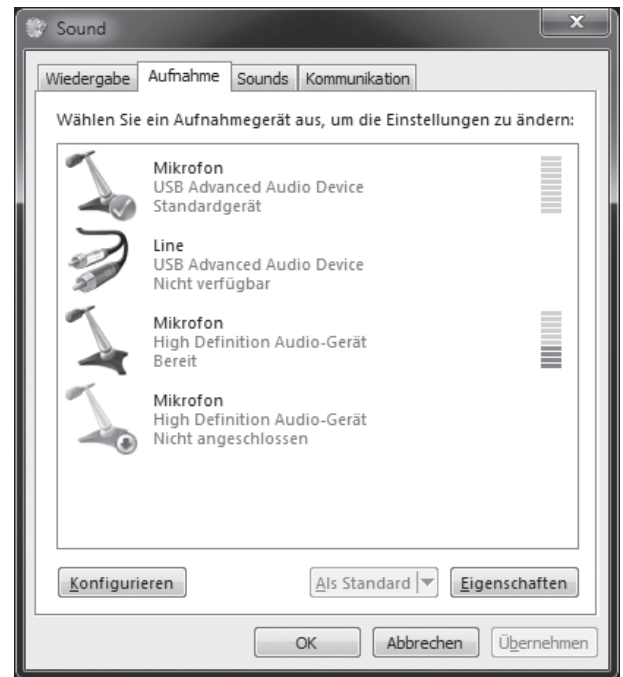 Sound
Wiedergabe Aufnahme Sounds Kommunikation
Wählen Sie ein Aufnahmegerät aus, um die Einstellungen zu ändern:
Mikrofon
USB Advanced Audio Device
Standardgerät
Line
USB Advanced Audio Device
Nicht verfügbar
Mikrofon
High Definition Audio-Gerät
Bereit
Mikrofon
High Definition Audio-Gerät
Nicht angeschlossen
Konfigurieren Als Standard Eigenschaften
OK Abbrechen Übernehmen